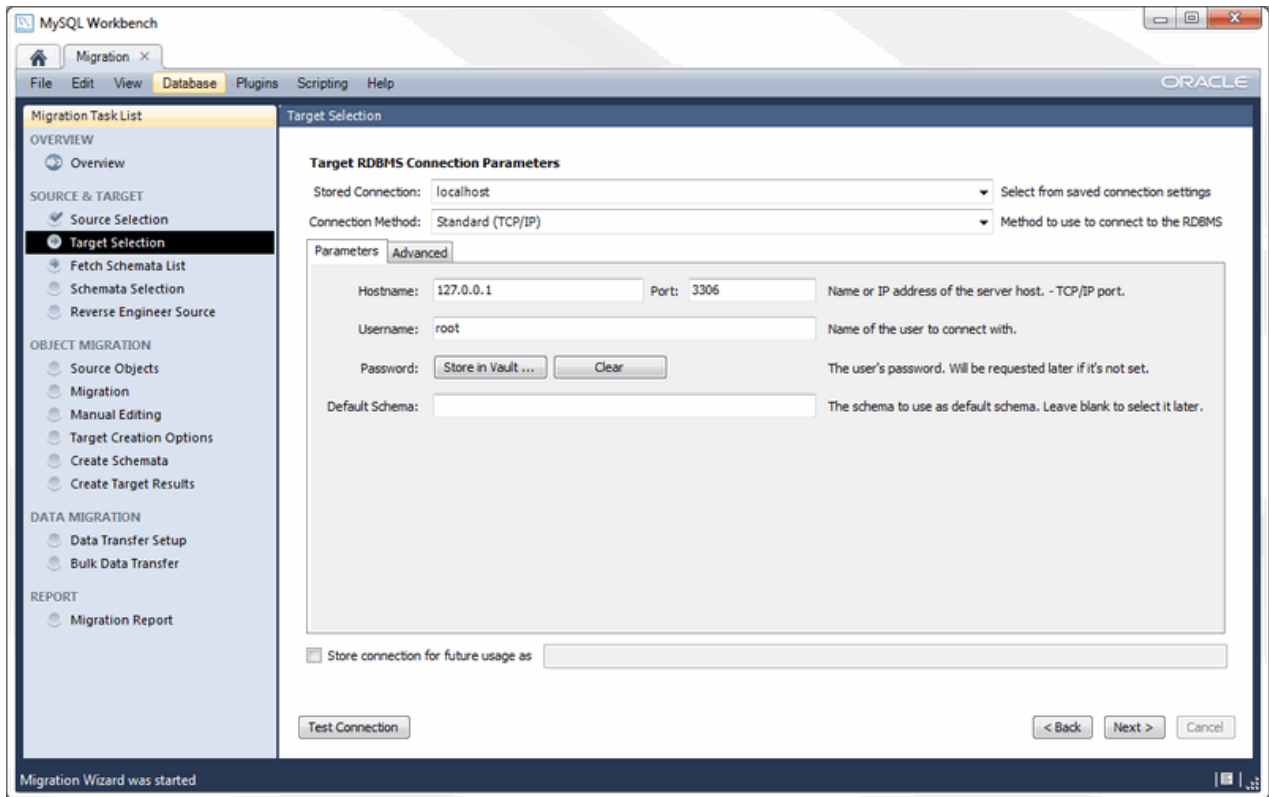 MySQL Workbench
Migration
File Edit View Database Plugins Scripting Help
ORACLE
Migration Task List
OVERVIEW
Overview
SOURCE & TARGET
Source Selection
Target Selection
Fetch Schemata List
Schemata Selection
Reverse Engineer Source
OBJECT MIGRATION
Source Objects
Migration
Manual Editing
Target Creation Options
Create Schemata
Create Target Results
DATA MIGRATION
Data Transfer Setup
Bulk Data Transfer
REPORT
Migration Report
Target Selection
Target RDBMS Connection Parameters
Stored Connection: localhost Select from saved connection settings
Connection Method: Standard (TCP/IP) Method to use to connect to the RDBMS
Parameters Advanced
Hostname: 127.0.0.1 Port: 3306 Name or IP address of the server host. - TCP/IP port.
Username: root Name of the user to connect with.
Password: Store in Vault ... Clear The user's password. Will be requested later if it's not set.
Default Schema: The schema to use as default schema. Leave blank to select it later.
Store connection for future usage as
Test Connection < Back Next > Cancel
Migration Wizard was started